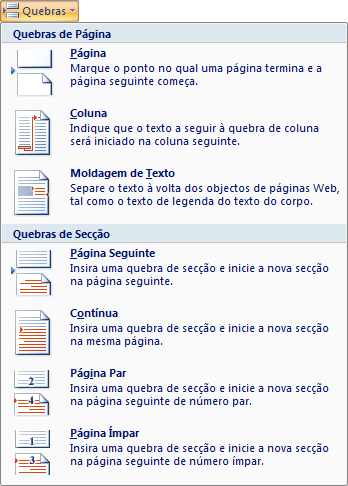 Quebras
Quebras de Página
Página
Marque o ponto no qual uma página termina e a
página seguinte começa.
Coluna
Indique que o texto a seguir à quebra de coluna
será iniciado na coluna seguinte.
Moldagem de Texto
Separe o texto à volta dos objectos de páginas Web,
tal como o texto de legenda do texto do corpo.
Quebras de Secção
Página Seguinte
Insira uma quebra de secção e inicie a nova secção
na página seguinte.
Contínua
Insira uma quebra de secção e inicie a nova secção
na mesma página.
2
4
Página Par
Insira uma quebra de secção e inicie a nova secção
na página seguinte de número par.
1
3
Página Ímpar
Insira uma quebra de secção e inicie a nova secção
na página seguinte de número ímpar.